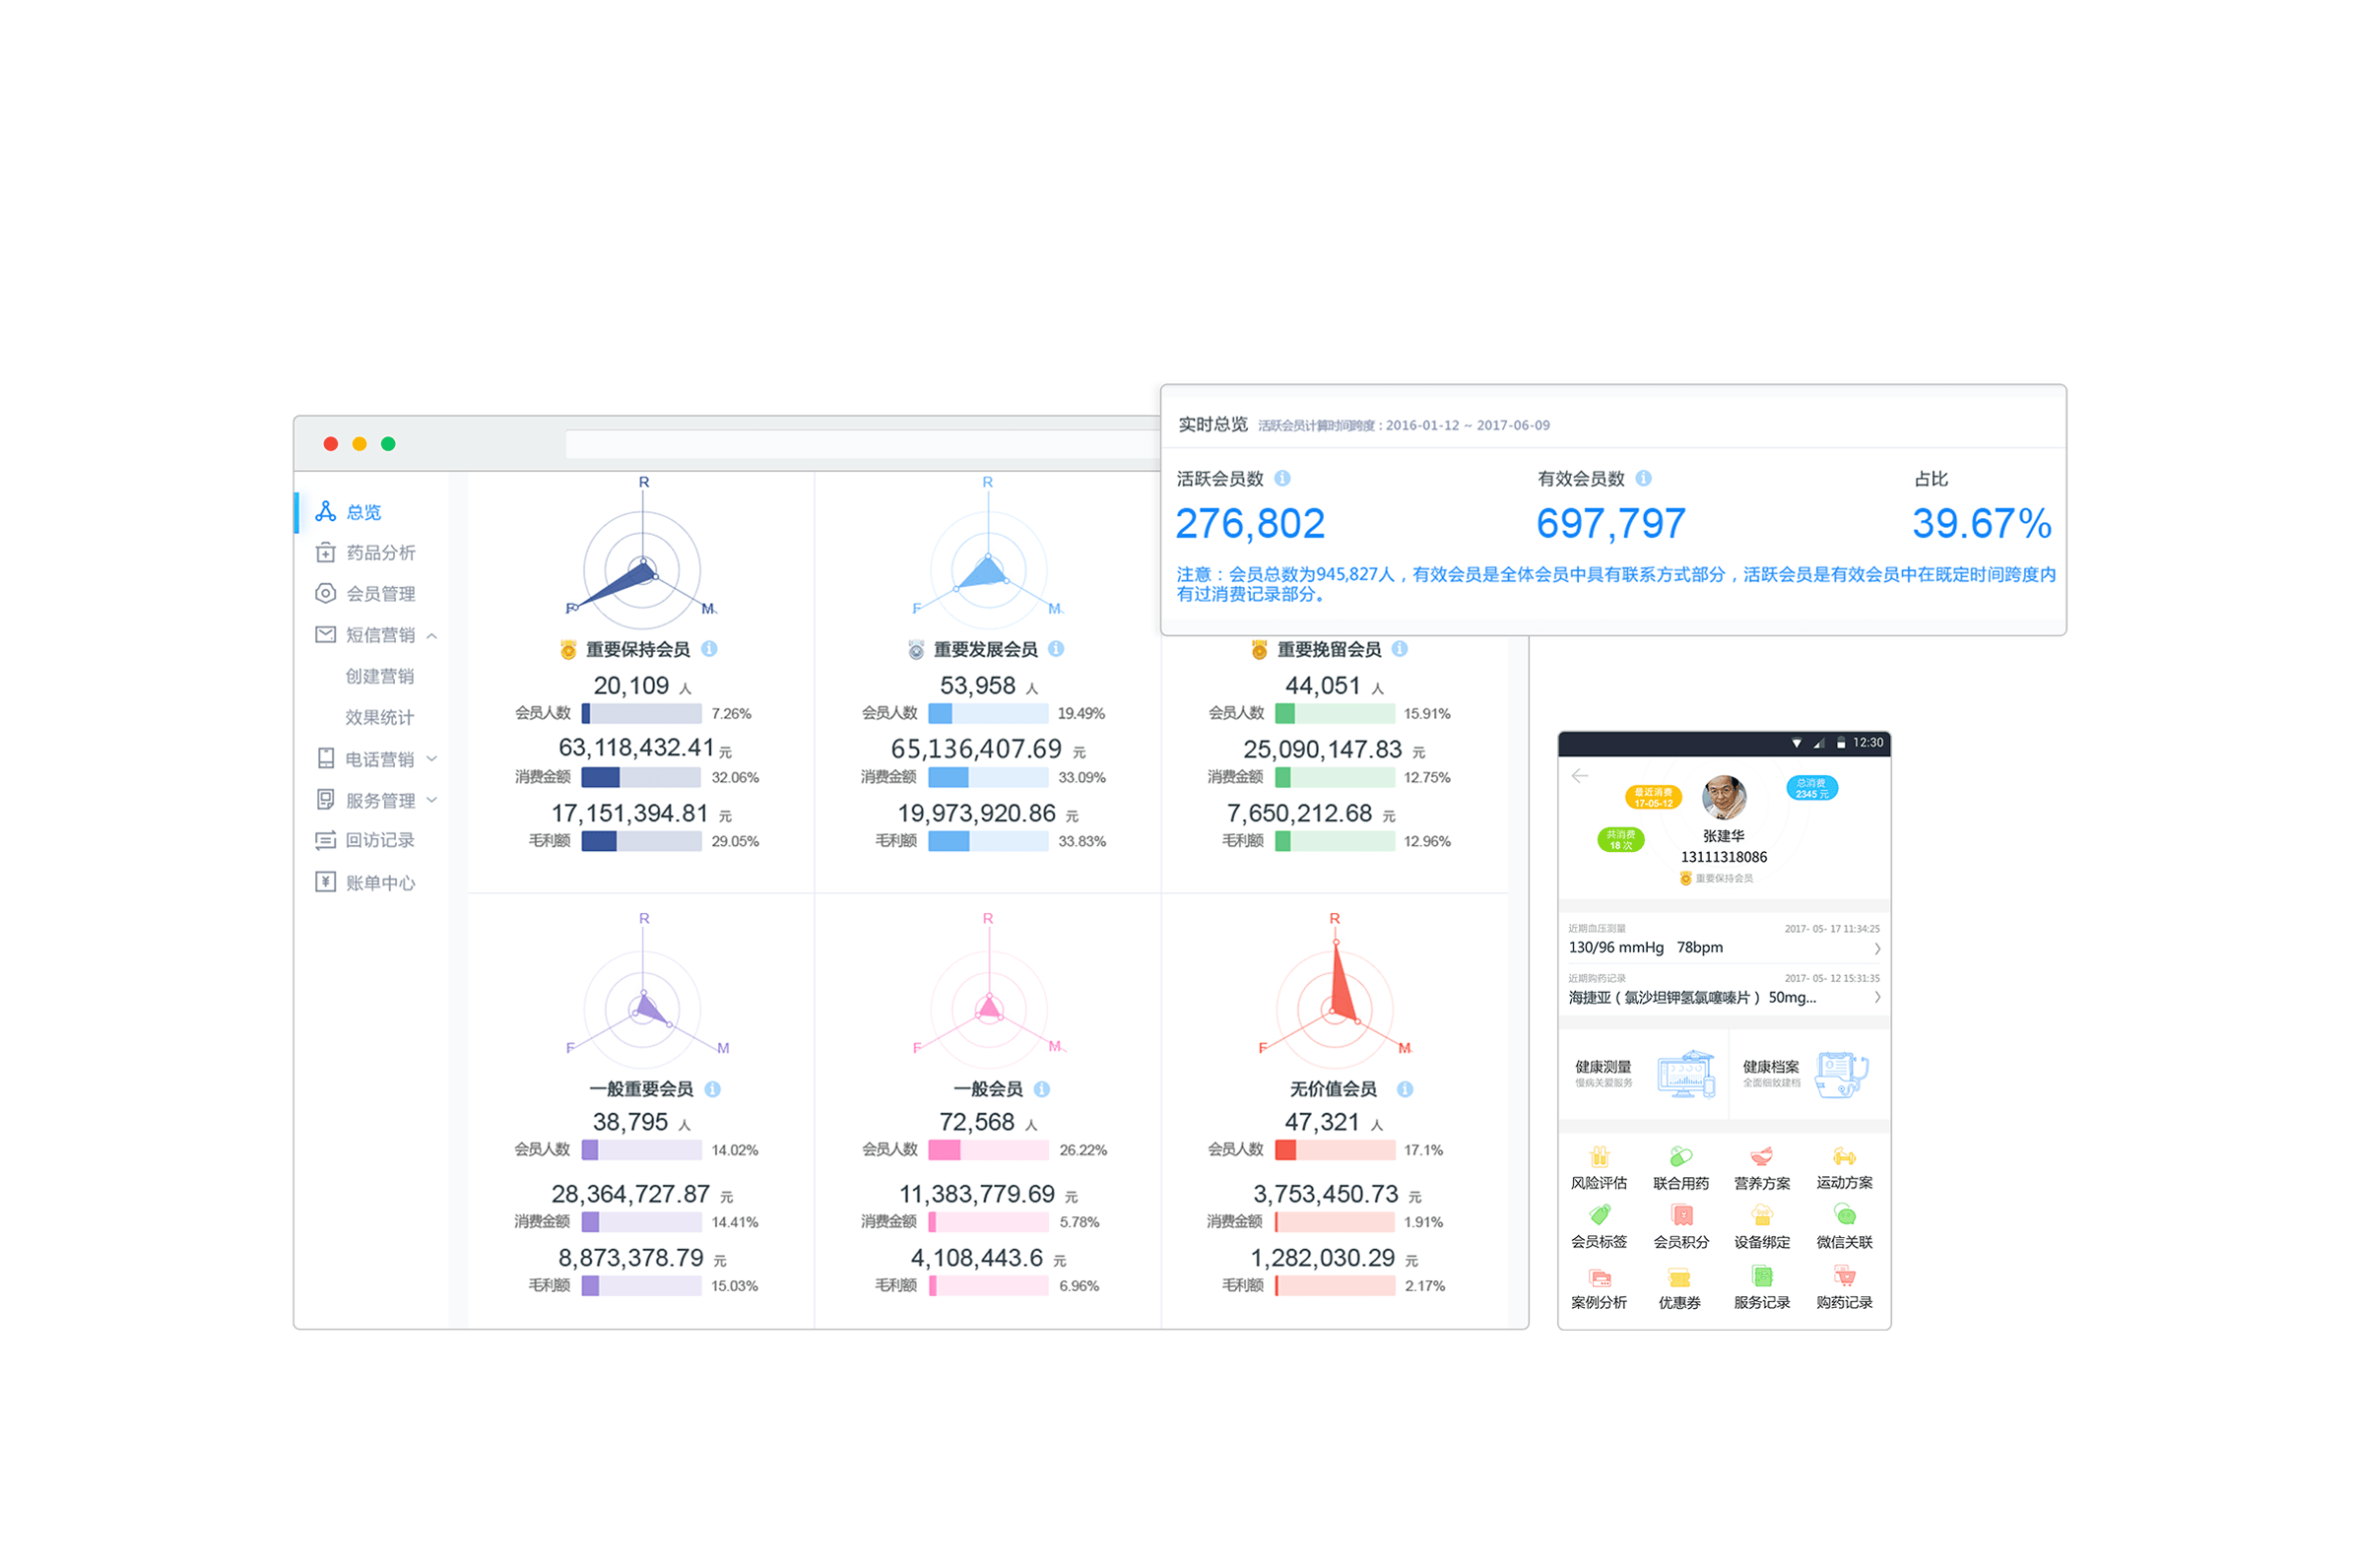 实时总览 活跃会员计算时间跨度：2016-01-12 ~ 2017-06-09
活跃会员数 有效会员数 占比
276,802 697,797 39.67%
注意：会员总数为945,827人，有效会员是全体会员中具有联系方式部分，活跃会员是有效会员中在既定时间跨度内
有过消费记录部分。
总览
药品分析
会员管理
短信营销
创建营销
效果统计
电话营销
服务管理
回访记录
账单中心
R
F M
重要保持会员
20,109 人
会员人数 7.26%
63,118,432.41 元
消费金额 32.06%
17,151,394.81 元
毛利额 29.05%
R
F M
重要发展会员
53,958 人
会员人数 19.49%
65,136,407.69 元
消费金额 33.09%
19,973,920.86 元
毛利额 33.83%
重要挽留会员
44,051 人
会员人数 15.91%
25,090,147.83 元
消费金额 12.75%
7,650,212.68 元
毛利额 12.96%
R
F M
一般重要会员
38,795 人
会员人数 14.02%
28,364,727.87 元
消费金额 14.41%
8,873,378.79 元
毛利额 15.03%
R
F M
一般会员
72,568 人
会员人数 26.22%
11,383,779.69 元
消费金额 5.78%
4,108,443.6 元
毛利额 6.96%
R
F M
无价值会员
47,321 人
会员人数 17.1%
3,753,450.73 元
消费金额 1.91%
1,282,030.29 元
毛利额 2.17%
12:30
最近消费
17-05-12
总消费
2345 元
共消费
18 次
张建华
13111318086
重要保持会员
近期血压测量 2017- 05- 17 11:34:25
130/96 mmHg 78bpm
近期购药记录 2017- 05- 12 15:31:35
海捷亚（氯沙坦钾氢氯噻嗪片） 50mg...
健康测量 健康档案
慢病关爱服务 全面细致建档
风险评估 联合用药 营养方案 运动方案
会员标签 会员积分 设备绑定 微信关联
案例分析 优惠券 服务记录 购药记录